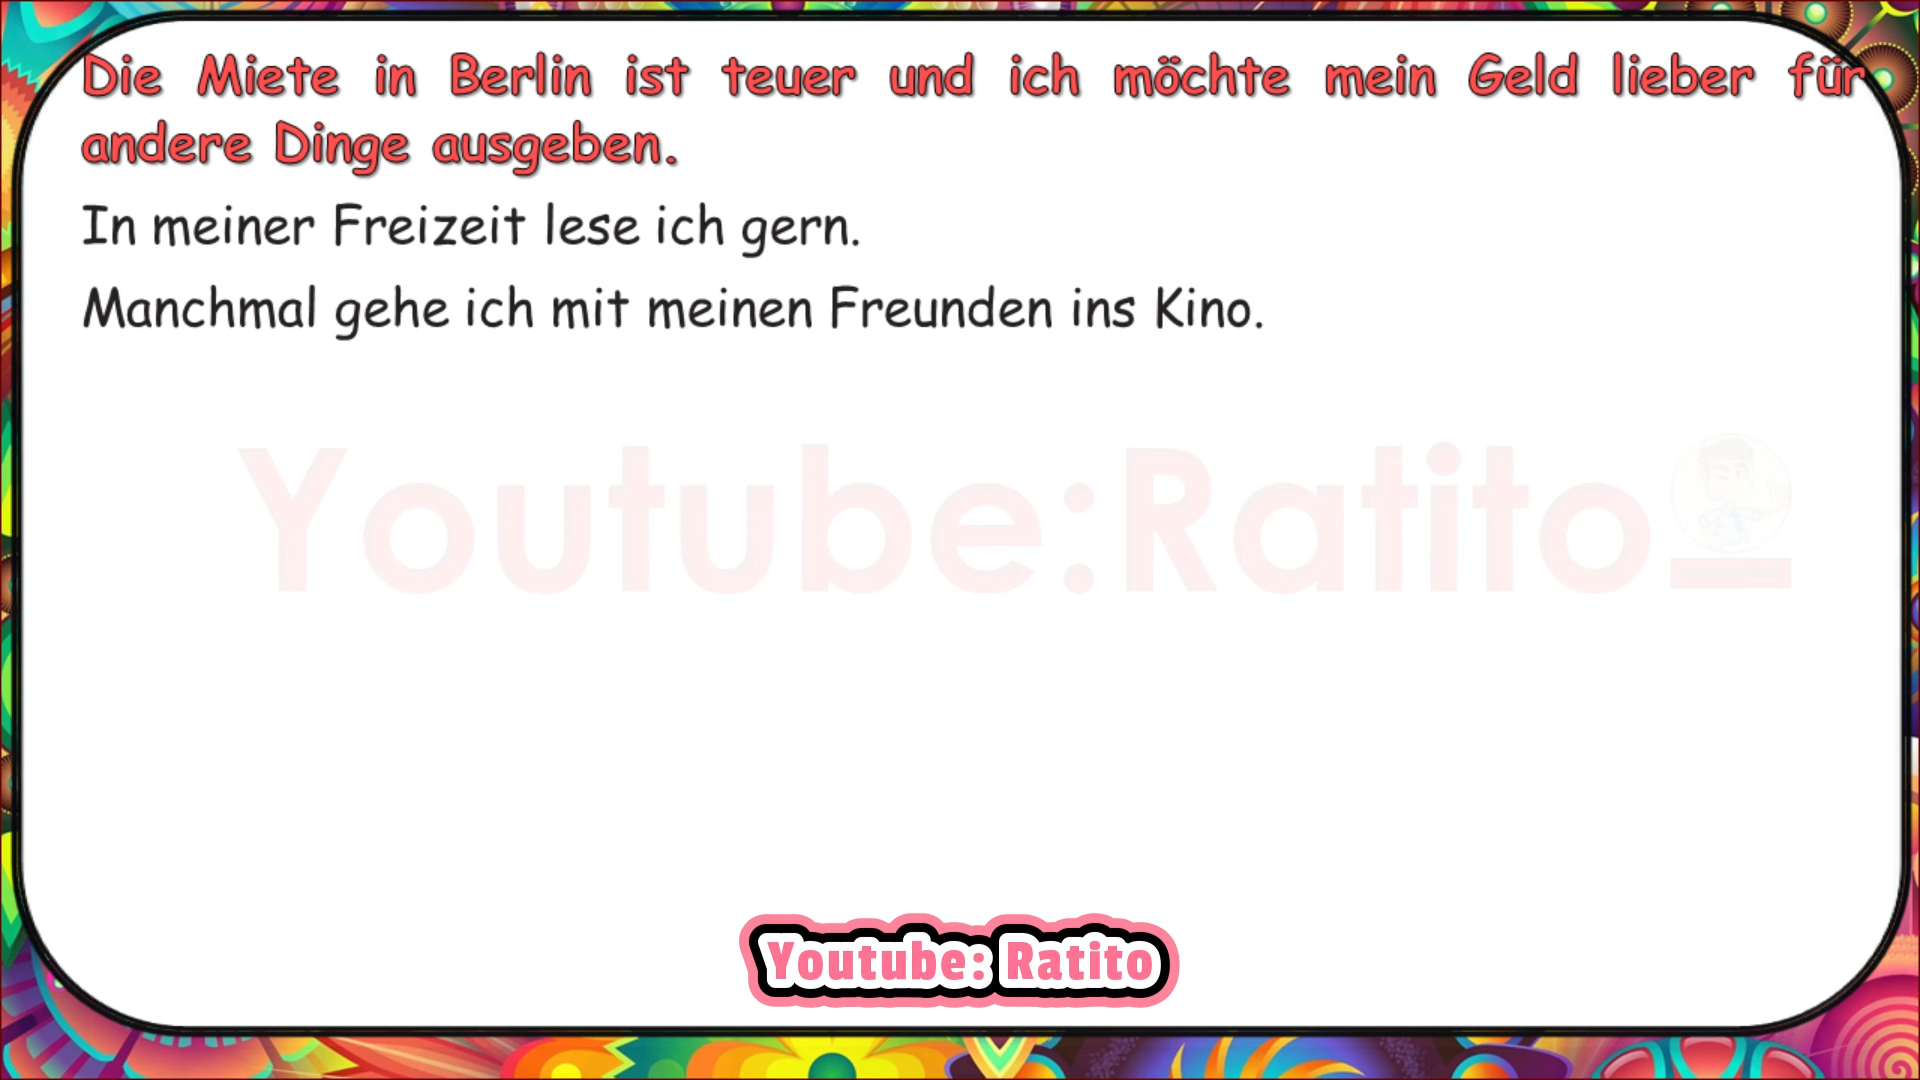 Die Miete in Berlin ist teuer und ich möchte mein Geld lieber für
andere Dinge ausgeben.
In meiner Freizeit lese ich gern.
Manchmal gehe ich mit meinen Freunden ins Kino.
Youtube:Ratito
Youtube: Ratito